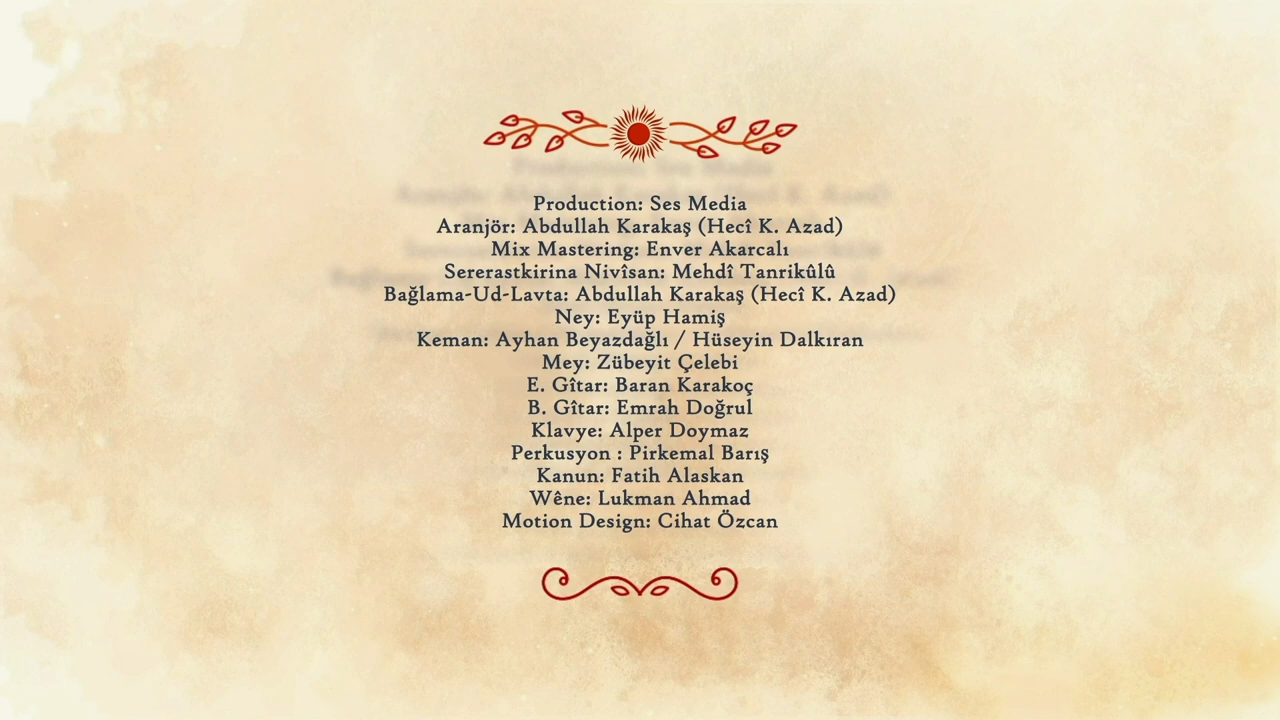 Production: Ses Media
Aranjör: Abdullah Karakaş (Hecî K. Azad)
Mix Mastering: Enver Akarcalı
Sererastkirina Nivîsan: Mehdî Tanrikûlû
Bağlama-Ud-Lavta: Abdullah Karakaş (Hecî K. Azad)
Ney: Eyüp Hamiş
Keman: Ayhan Beyazdağlı / Hüseyin Dalkıran
Mey: Zübeyit Çelebi
E. Gîtar: Baran Karakoç
B. Gîtar: Emrah Doğrul
Klavye: Alper Doymaz
Perkusyon : Pirkemal Barış
Kanun: Fatih Alaskan
Wêne: Lukman Ahmad
Motion Design: Cihat Özcan